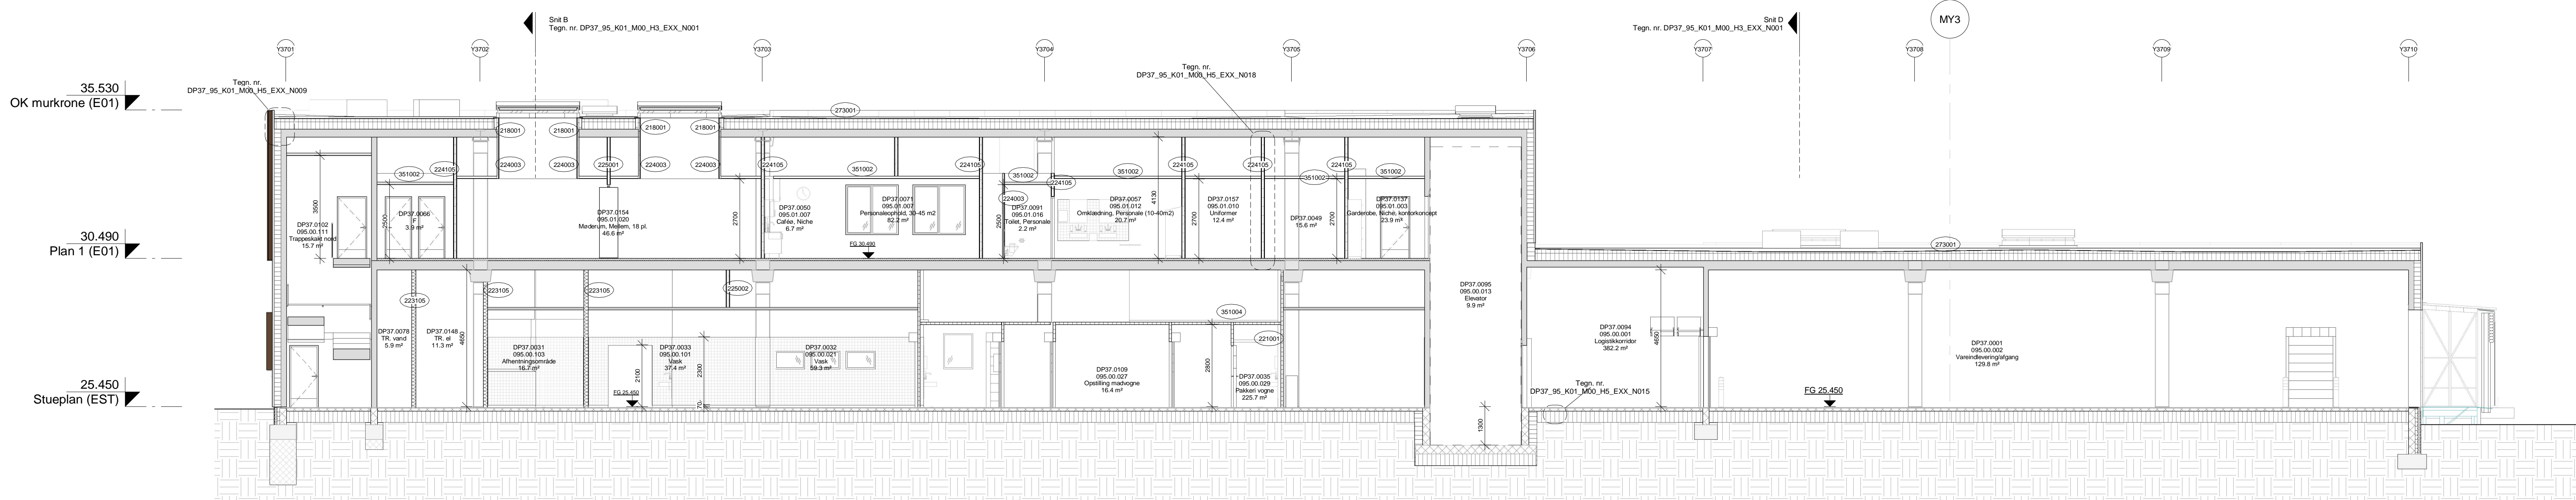 Snit B
Tegn. nr. DP37_95_K01_M00_H3_EXX_N001
Snit D
Tegn. nr. DP37_95_K01_M00_H3_EXX_N001
MY3
Y3701
Y3702
Y3703
Y3704
Y3705
Y3706
Y3707
Y3708
Y3709
Y3710
Tegn. nr.
DP37_95_K01_M00_H5_EXX_N009
Tegn. nr.
DP37_95_K01_M00_H5_EXX_N018
35.530
OK murkrone (E01)
273001
218001
218001
218001
218001
224003
224003
225001
224003
224003
224105
351002
224105
351002
351002
224105
351002
224003
224105
224105
351002
224105
351002
3500
2500
2700
2500
4130
2700
2700
DP37.0102
095.00.111
Trappeskakt nord
15.7 m²
DP37.0066
F
3.9 m²
DP37.0154
095.01.020
Møderum, Mellem, 18 pl.
46.6 m²
DP37.0050
095.01.007
Cafée, Niche
6.7 m²
DP37.0071
095.01.007
Personaleophold, 30-45 m2
82.2 m²
FG 30.490
DP37.0091
095.01.016
Toilet, Personale
2.2 m²
DP37.0057
095.01.012
Omklædning, Personale (10-40m2)
20.7 m²
DP37.0157
095.01.010
Uniformer
12.4 m²
DP37.0049
15.6 m²
DP37.0137
095.01.003
Garderobe, Niche, kontorkoncept
23.9 m²
30.490
Plan 1 (E01)
273001
223105
223105
223105
225002
351004
221001
4650
2100
2300
2800
4650
1300
DP37.0078
TR. vand
5.9 m²
DP37.0148
TR. el
11.3 m²
DP37.0031
095.00.103
Afhentningsområde
16.7 m²
DP37.0033
095.00.101
Vask
37.4 m²
FG 25.450
DP37.0032
095.00.021
Vask
59.3 m²
DP37.0109
095.00.027
Opstilling madvogne
16.4 m²
DP37.0035
095.00.029
Pakkeri vogne
225.7 m²
DP37.0095
095.00.013
Elevator
9.9 m²
DP37.0094
095.00.001
Logistikkorridor
382.2 m²
DP37.0001
095.00.002
Vareindlevering/afgang
129.8 m²
Tegn. nr.
DP37_95_K01_M00_H5_EXX_N015
FG 25.450
25.450
Stueplan (EST)